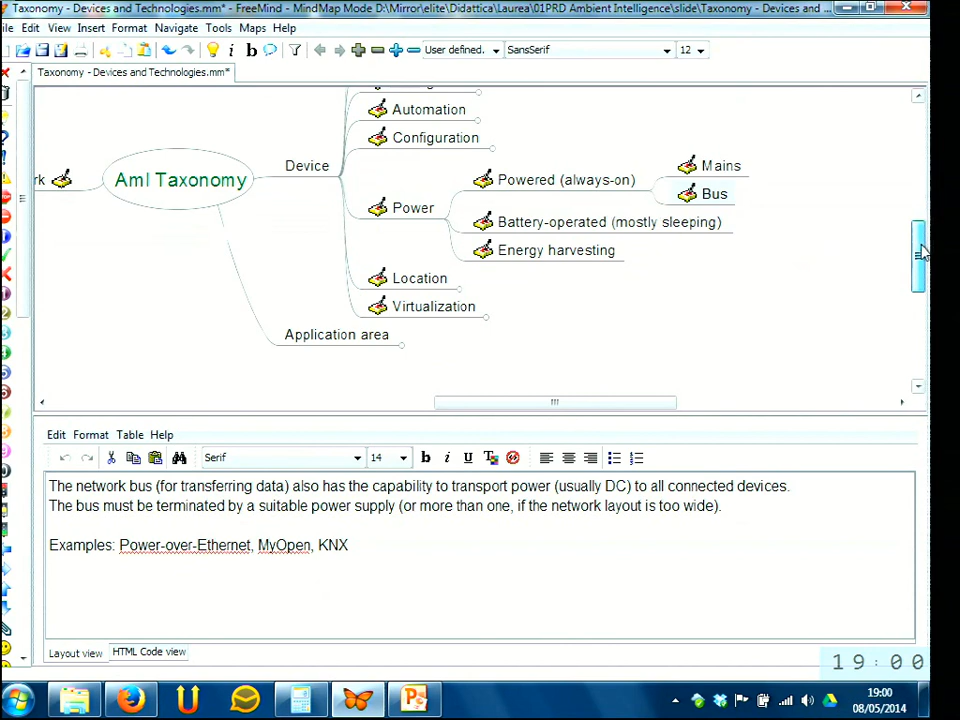 Taxonomy - Devices and Technologies.mm* - FreeMind - MindMap Mode D:\Mirror\elite\Didattica\Laurea\01PRD Ambient Intelligence\slide\Taxonomy - Devices and ...
ile Edit View Insert Format Navigate Tools Maps Help
User defined. SansSerif 12
Taxonomy - Devices and Technologies.mm*
Automation
Configuration
Device
Mains
rk
AmI Taxonomy
Powered (always-on)
Bus
Power
Battery-operated (mostly sleeping)
Energy harvesting
Location
Virtualization
Application area
Edit Format Table Help
Serif 14 b i U
The network bus (for transferring data) also has the capability to transport power (usually DC) to all connected devices.
The bus must be terminated by a suitable power supply (or more than one, if the network layout is too wide).
Examples: Power-over-Ethernet, MyOpen, KNX
Layout view HTML Code view
19:00
19:00
08/05/2014